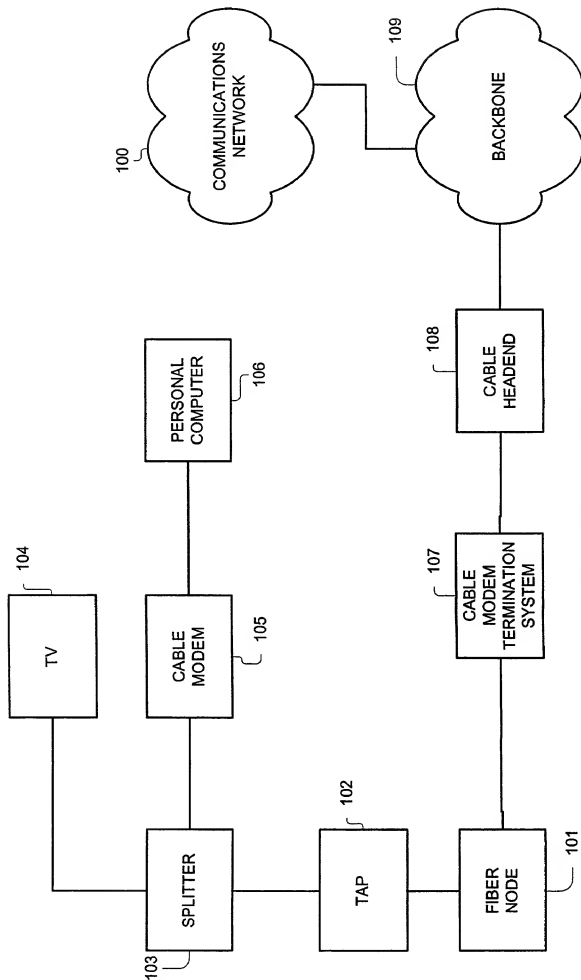 104
TV
100
COMMUNICATIONS
NETWORK
103
SPLITTER
CABLE
MODEM
105
PERSONAL
COMPUTER
106
102
TAP
109
BACKBONE
FIBER
NODE
101
107
CABLE
MODEM
TERMINATION
SYSTEM
108
CABLE
HEADEND